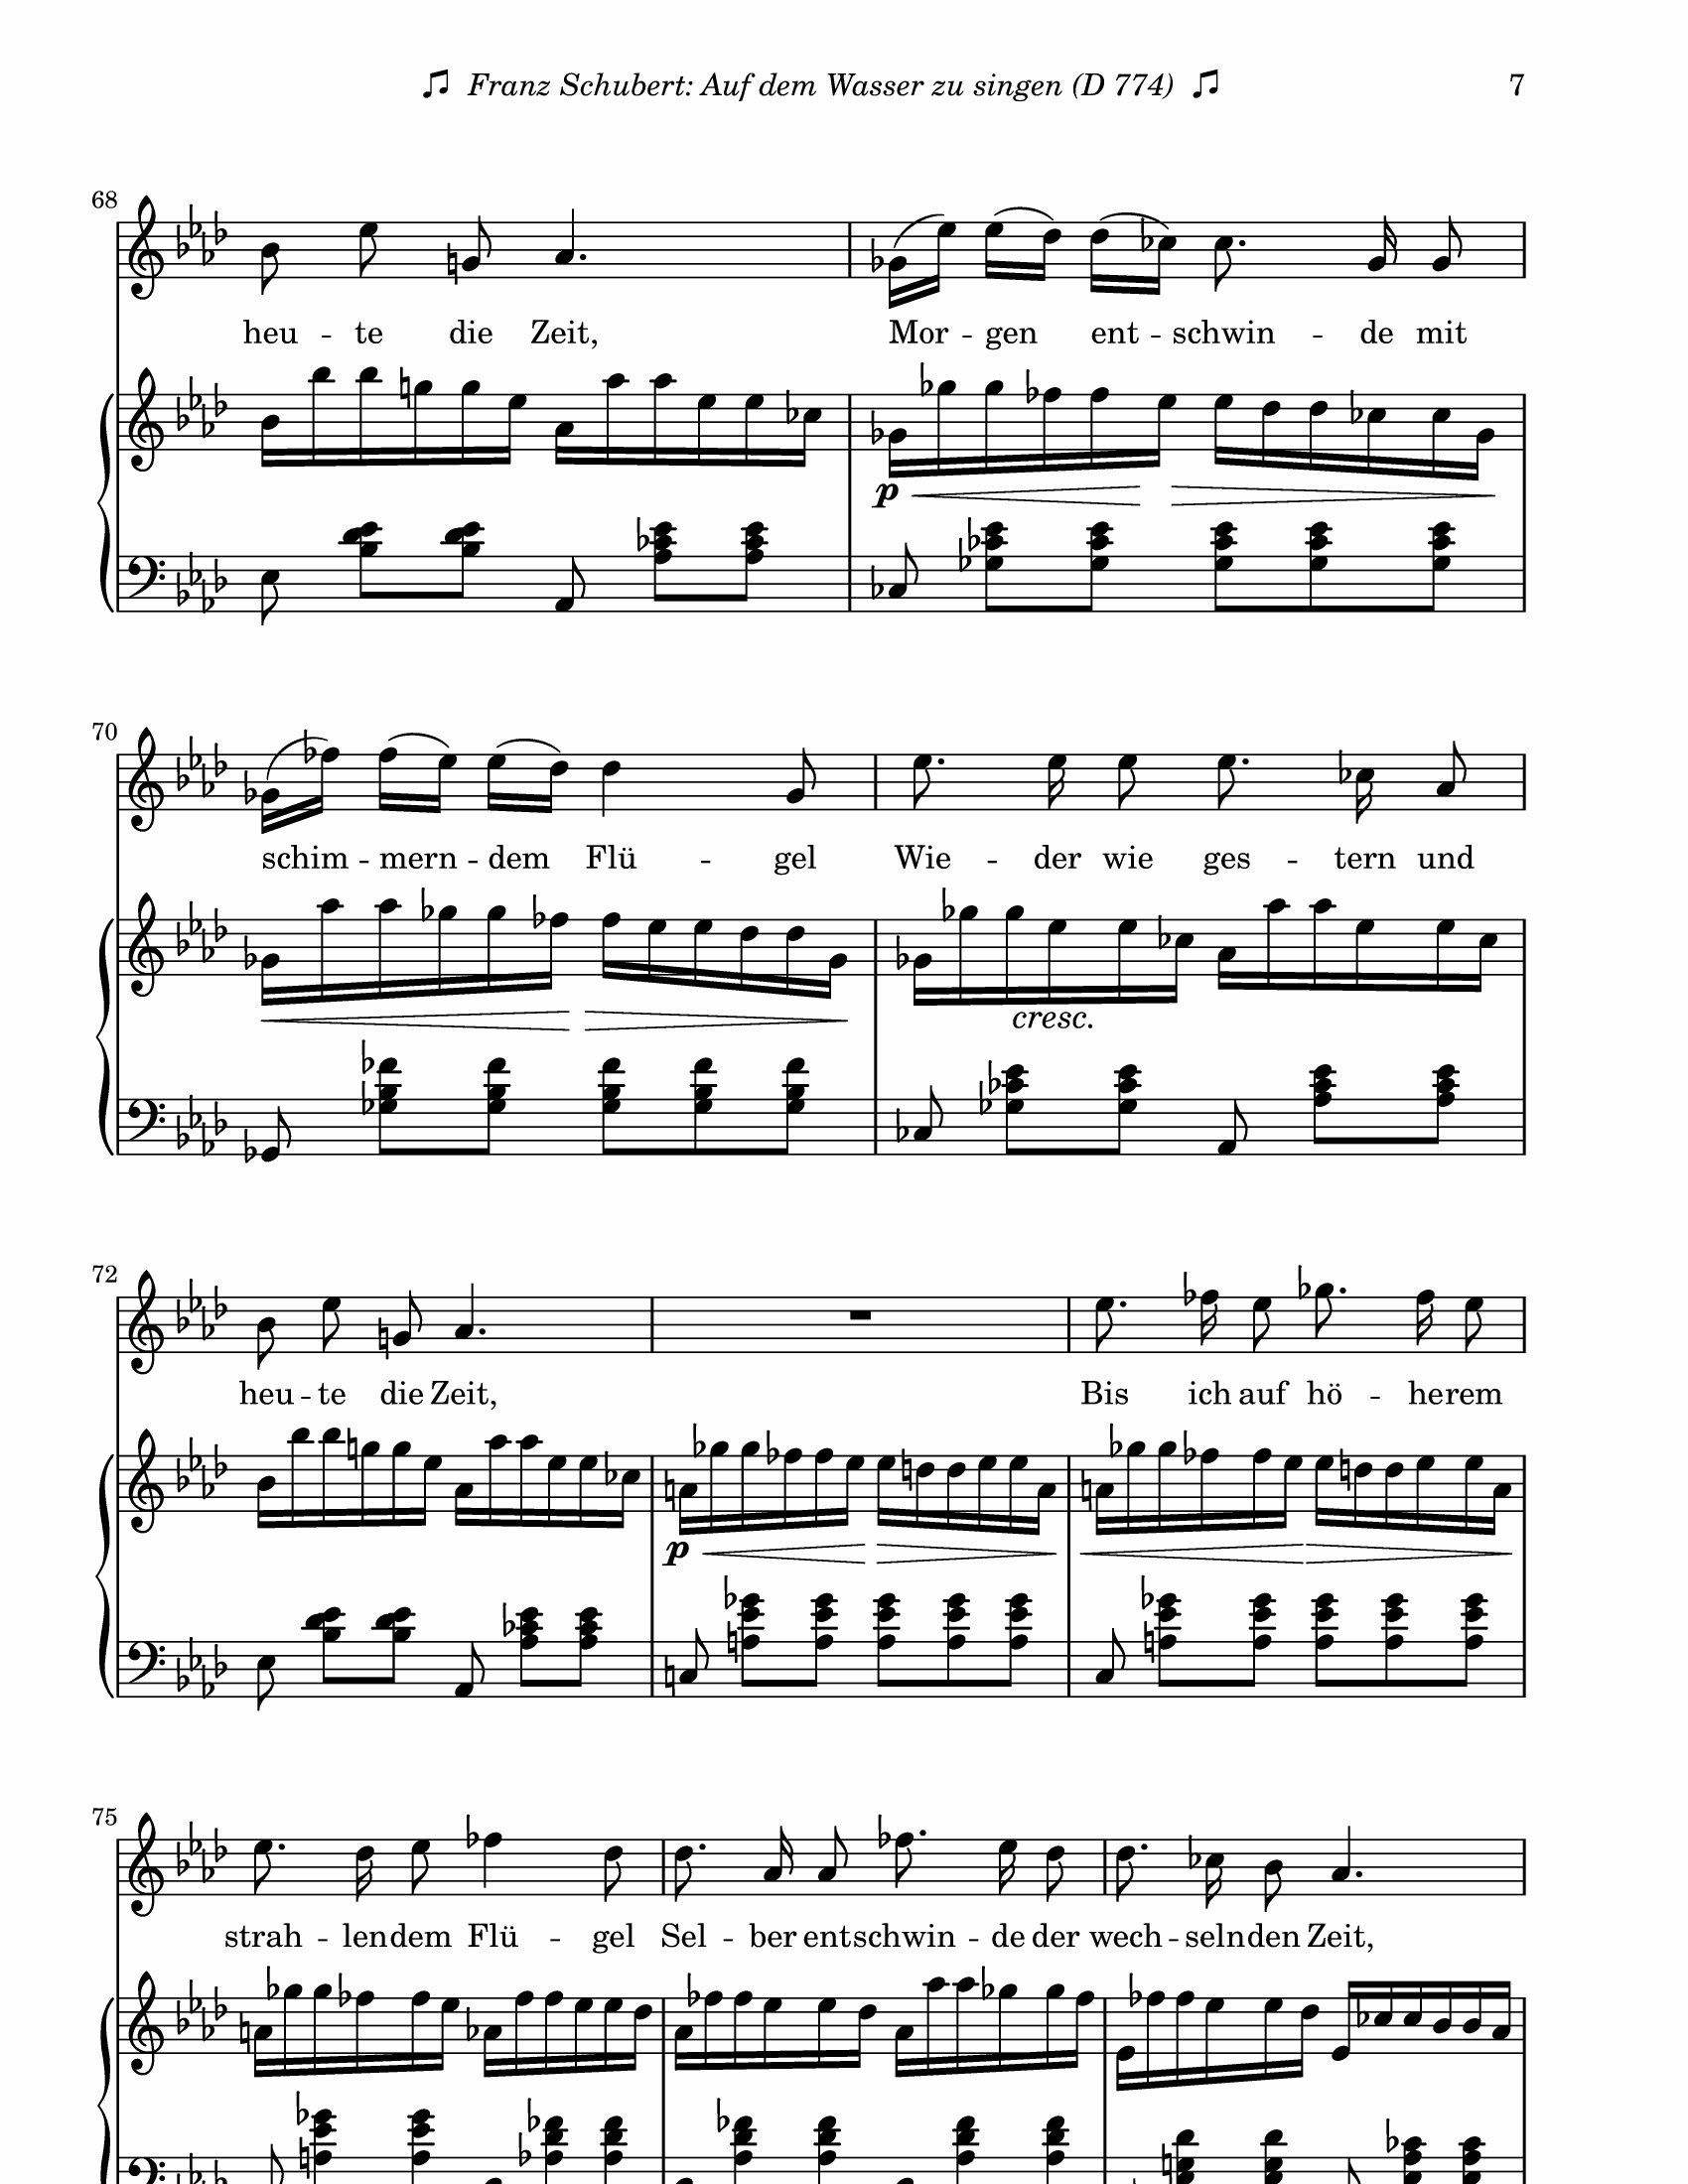 Franz Schubert: Auf dem Wasser zu singen (D 774) 7
68
heu -- te die Zeit, Mor -- gen ent -- schwin -- de mit
p
70
schim -- mern -- dem Flü -- gel Wie -- der wie ges -- tern und
cresc.
72
heu -- te die Zeit, Bis ich auf hö -- herem
p
75
strah -- lendem Flü -- gel Sel -- ber entschwin -- de der wech -- selnden Zeit,